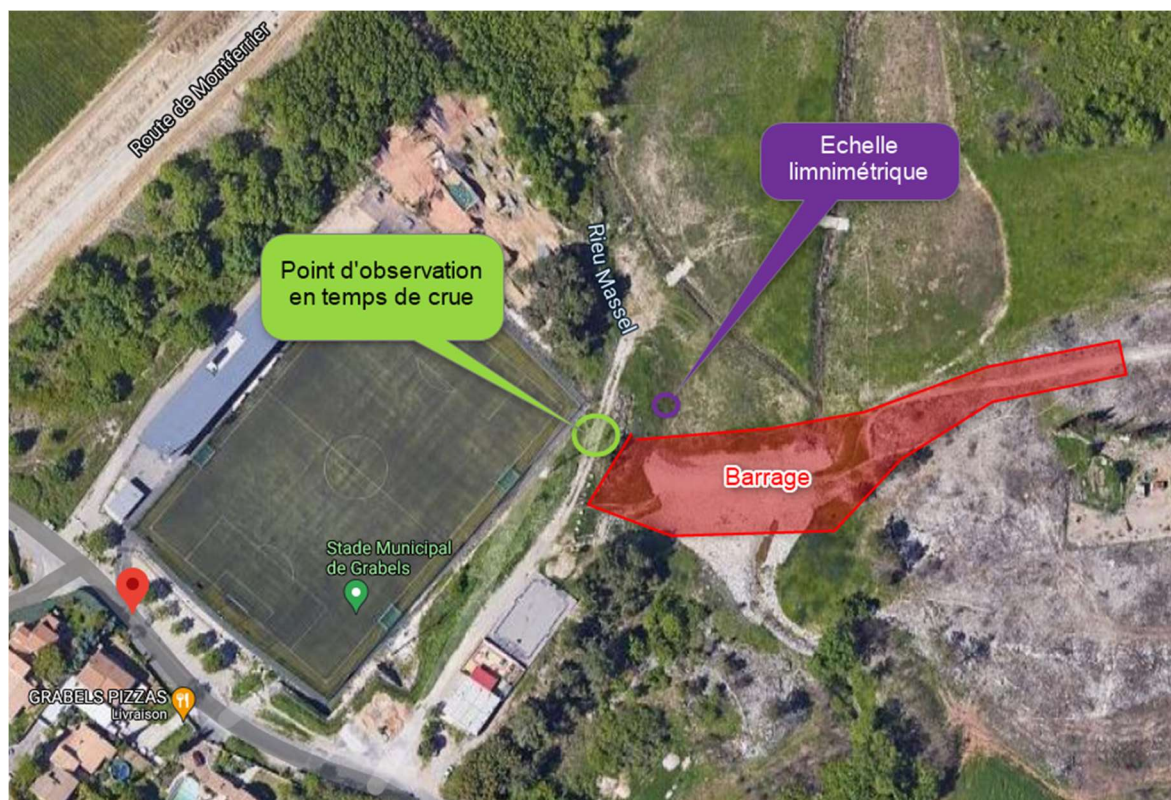 Route de Montferrier
Echelle
limnimétrique
Rieu Massel
Point d'observation
en temps de crue
Barrage
Stade Municipal
de Grabels
GRABELS PIZZAS
Livraison